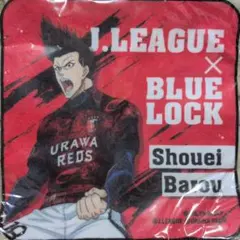 J.LEAGUE
×
BLUE
LOCK
URAWA
REDS
Shouei
Barou